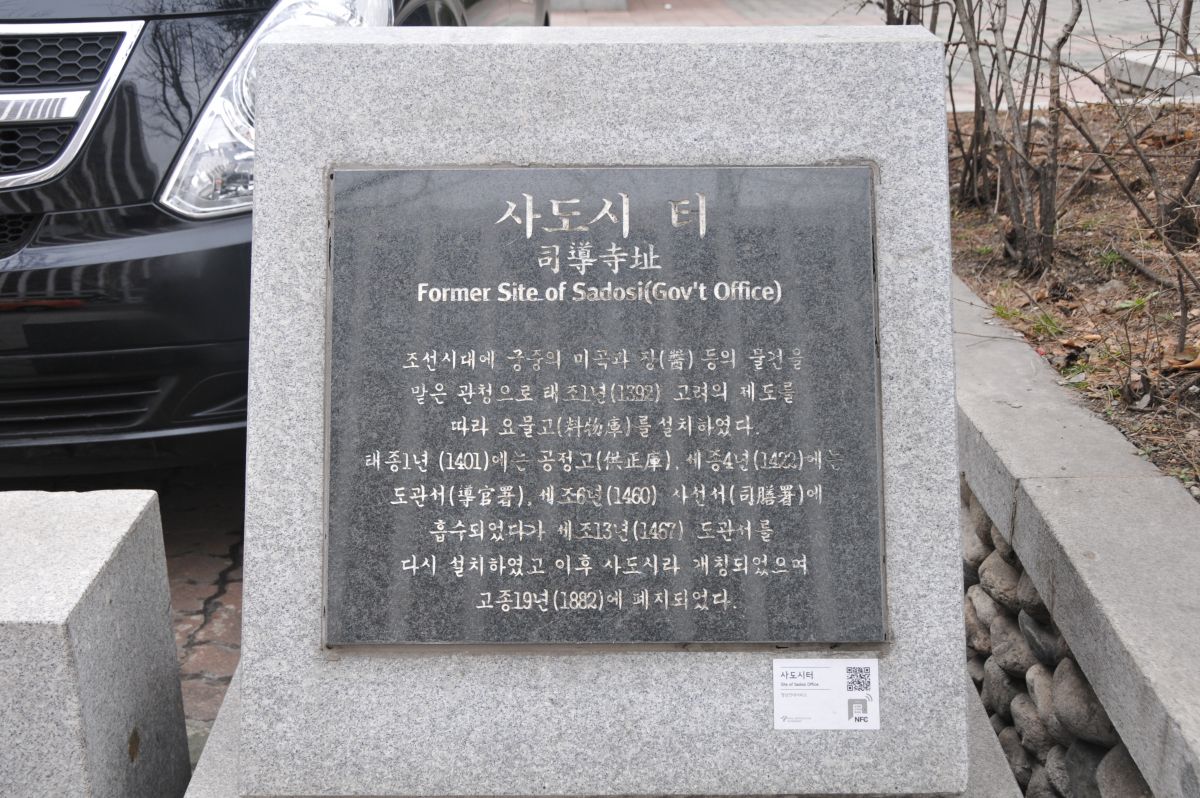 사도시 터
司導寺址
Former Site of Sadosi(Gov't Office)
조선시대에 궁중의 미곡과 장(醬) 등의 물건을
맡은 관청으로 태조1년(1392) 고려의 제도를
따라 요물고(料物庫)를 설치하였다.
태종1년 (1401)에는 공정고(供正庫), 세종4년(1422)에는
도관서(導官署), 세조6년(1460) 사선서(司膳署)에
흡수되었다가 세조13년(1467) 도관서를
다시 설치하였고 이후 사도시라 개칭되었으며
고종19년(1882)에 폐지되었다.
사도시터
Site of Sadosi Office
NFC